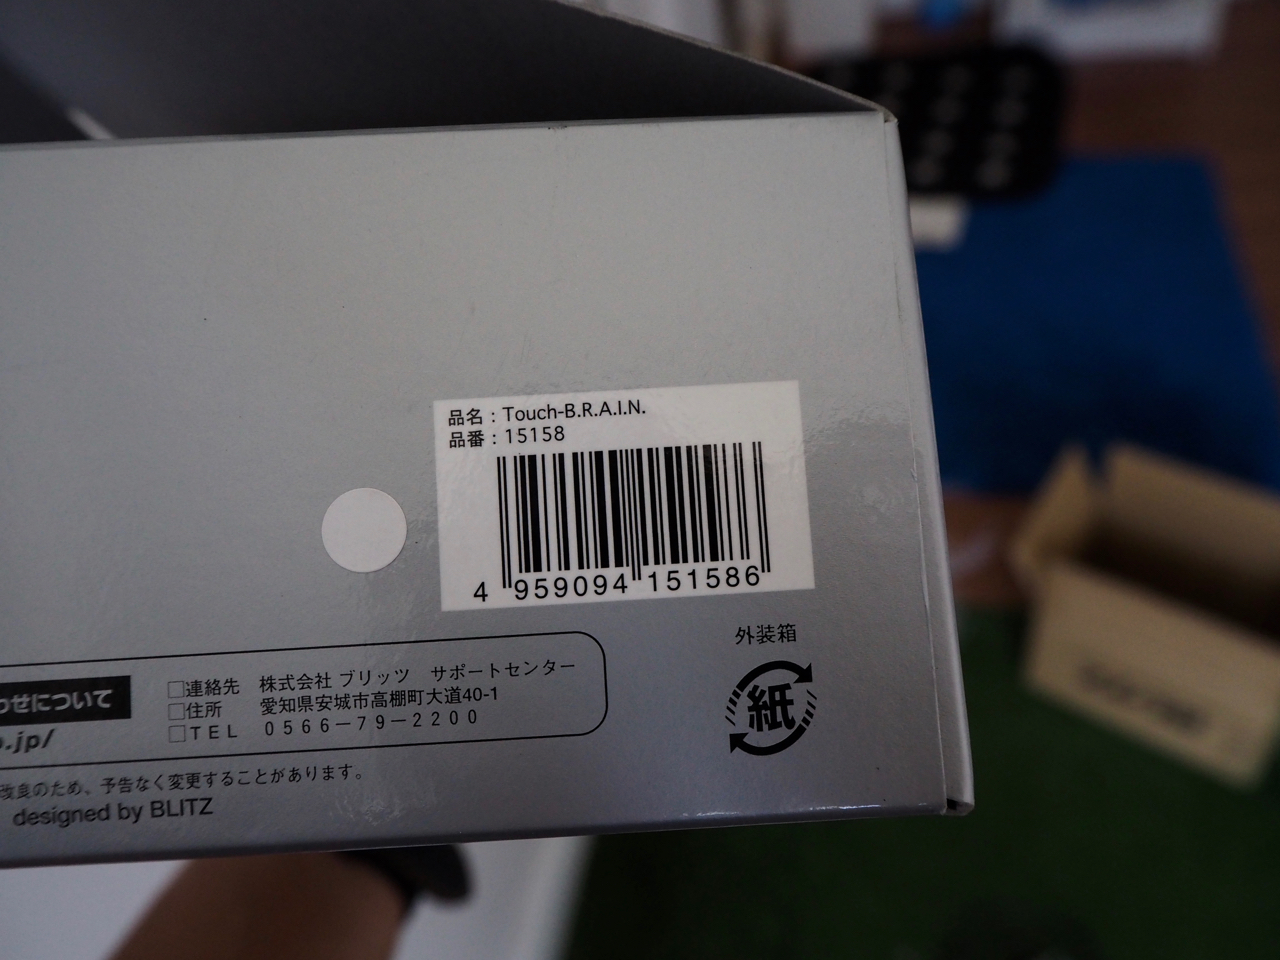 品名：Touch-B.R.A.I.N.
品番：15158
4 959094 151586
外装箱
紙
わせについて
.jp/
□連絡先 株式会社 ブリッツ サポートセンター
□住所 愛知県安城市高棚町大道40-1
□TEL 0566－79－2200
改良のため、予告なく変更することがあります。
designed by BLITZ